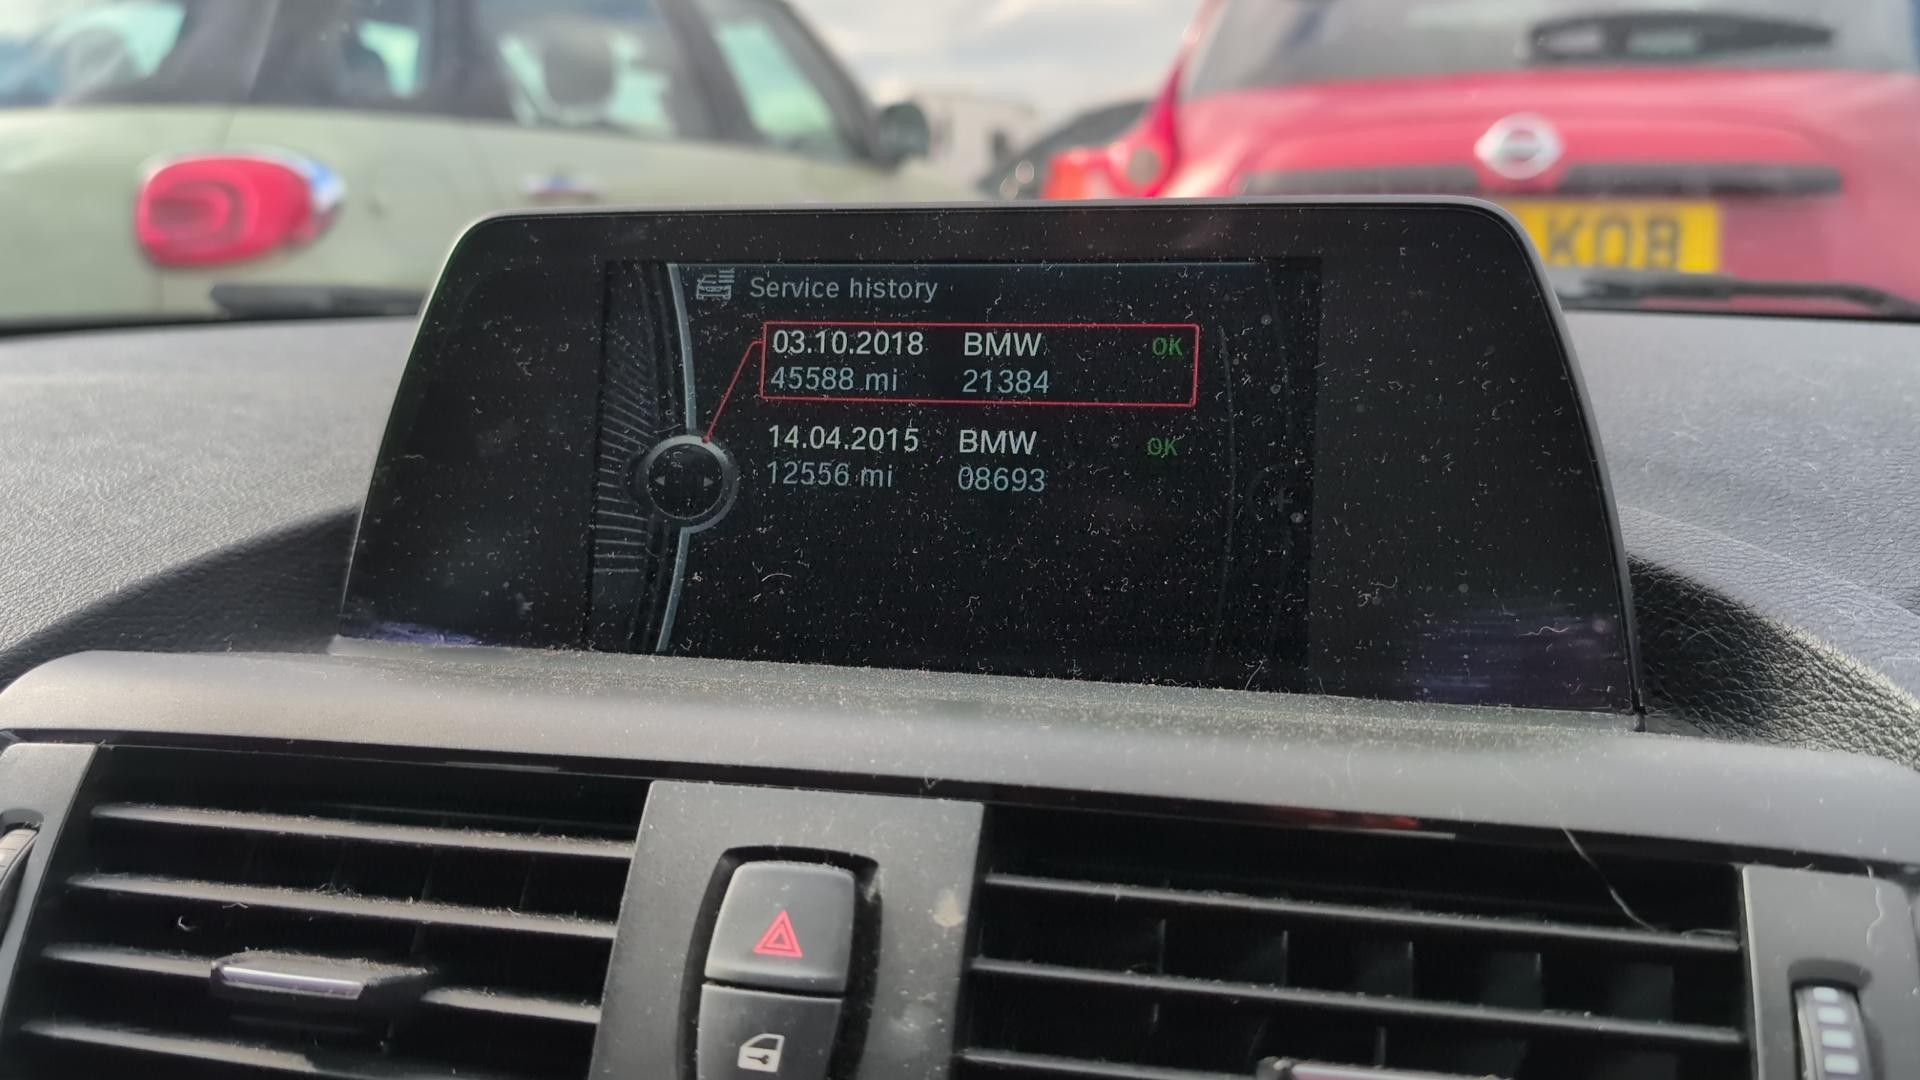 KOB
Service history
03.10.2018 BMW OK
45588 mi 21384
14.04.2015 BMW OK
12556 mi 08693